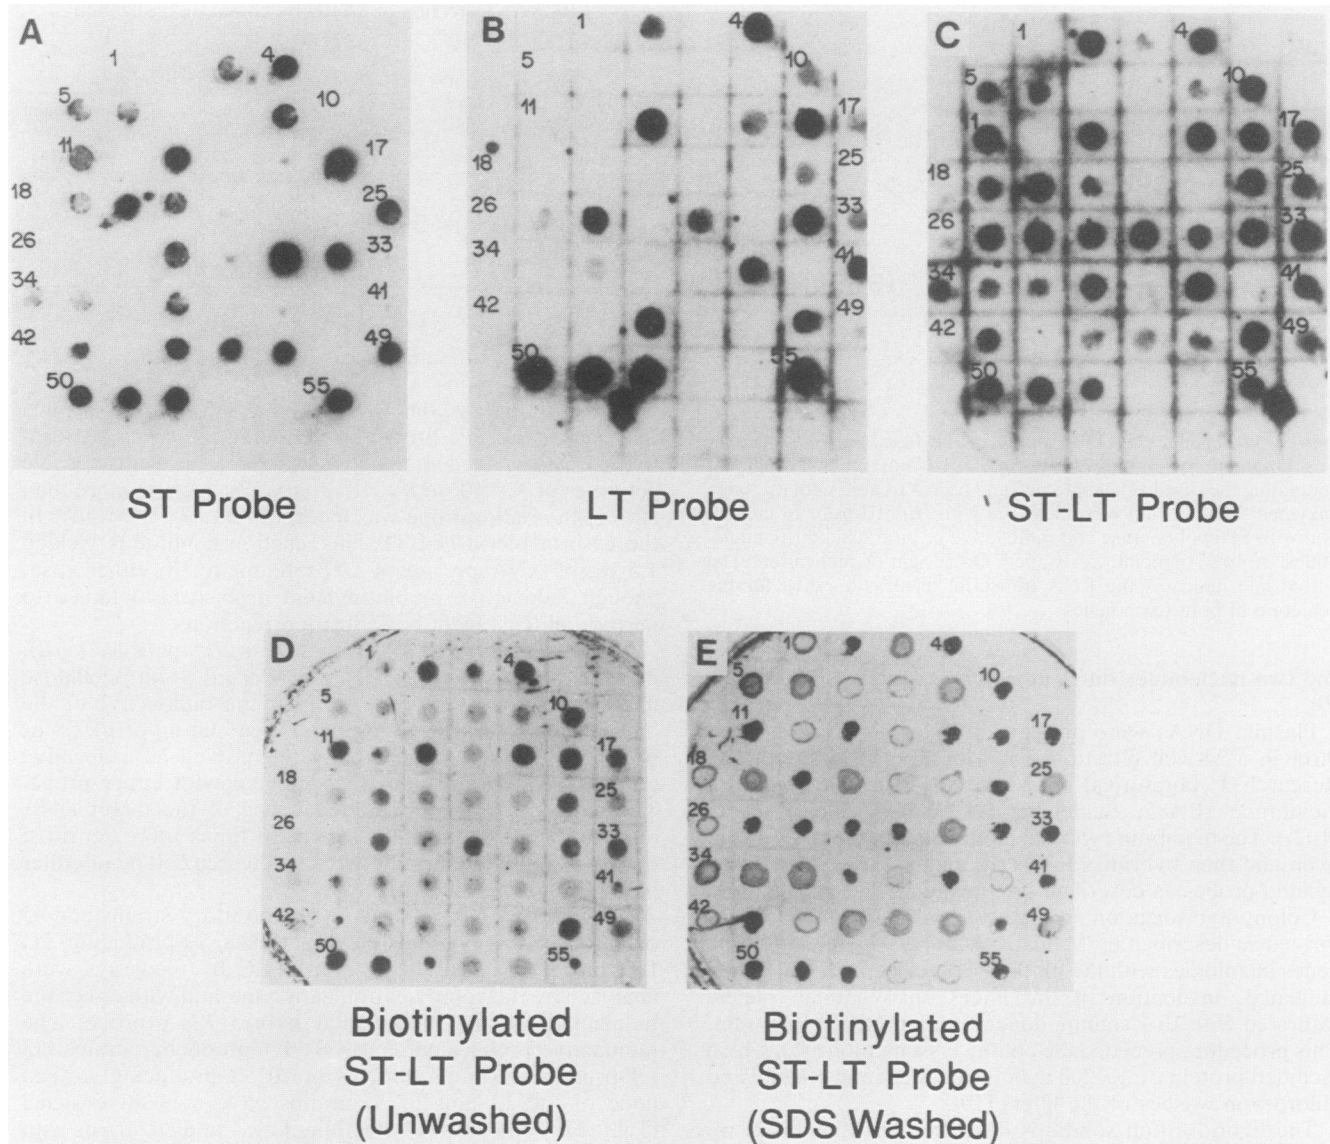 A
1 4
5 10
11 17
18 25
26 33
34 41
42 49
50 55
ST Probe
B
1 4
5 10
11 17
18 25
26 33
34 41
42 49
50 55
LT Probe
C
1 4
5 10
1 17
18 25
26 33
34 41
42 49
50 55
ST-LT Probe
D
1 4
5 10
11 17
18 25
26 33
34 41
42 49
50 55
Biotinylated
ST-LT Probe
(Unwashed)
E
1 4
5 10
11 17
18 25
26 33
34 41
42 49
50 55
Biotinylated
ST-LT Probe
(SDS Washed)